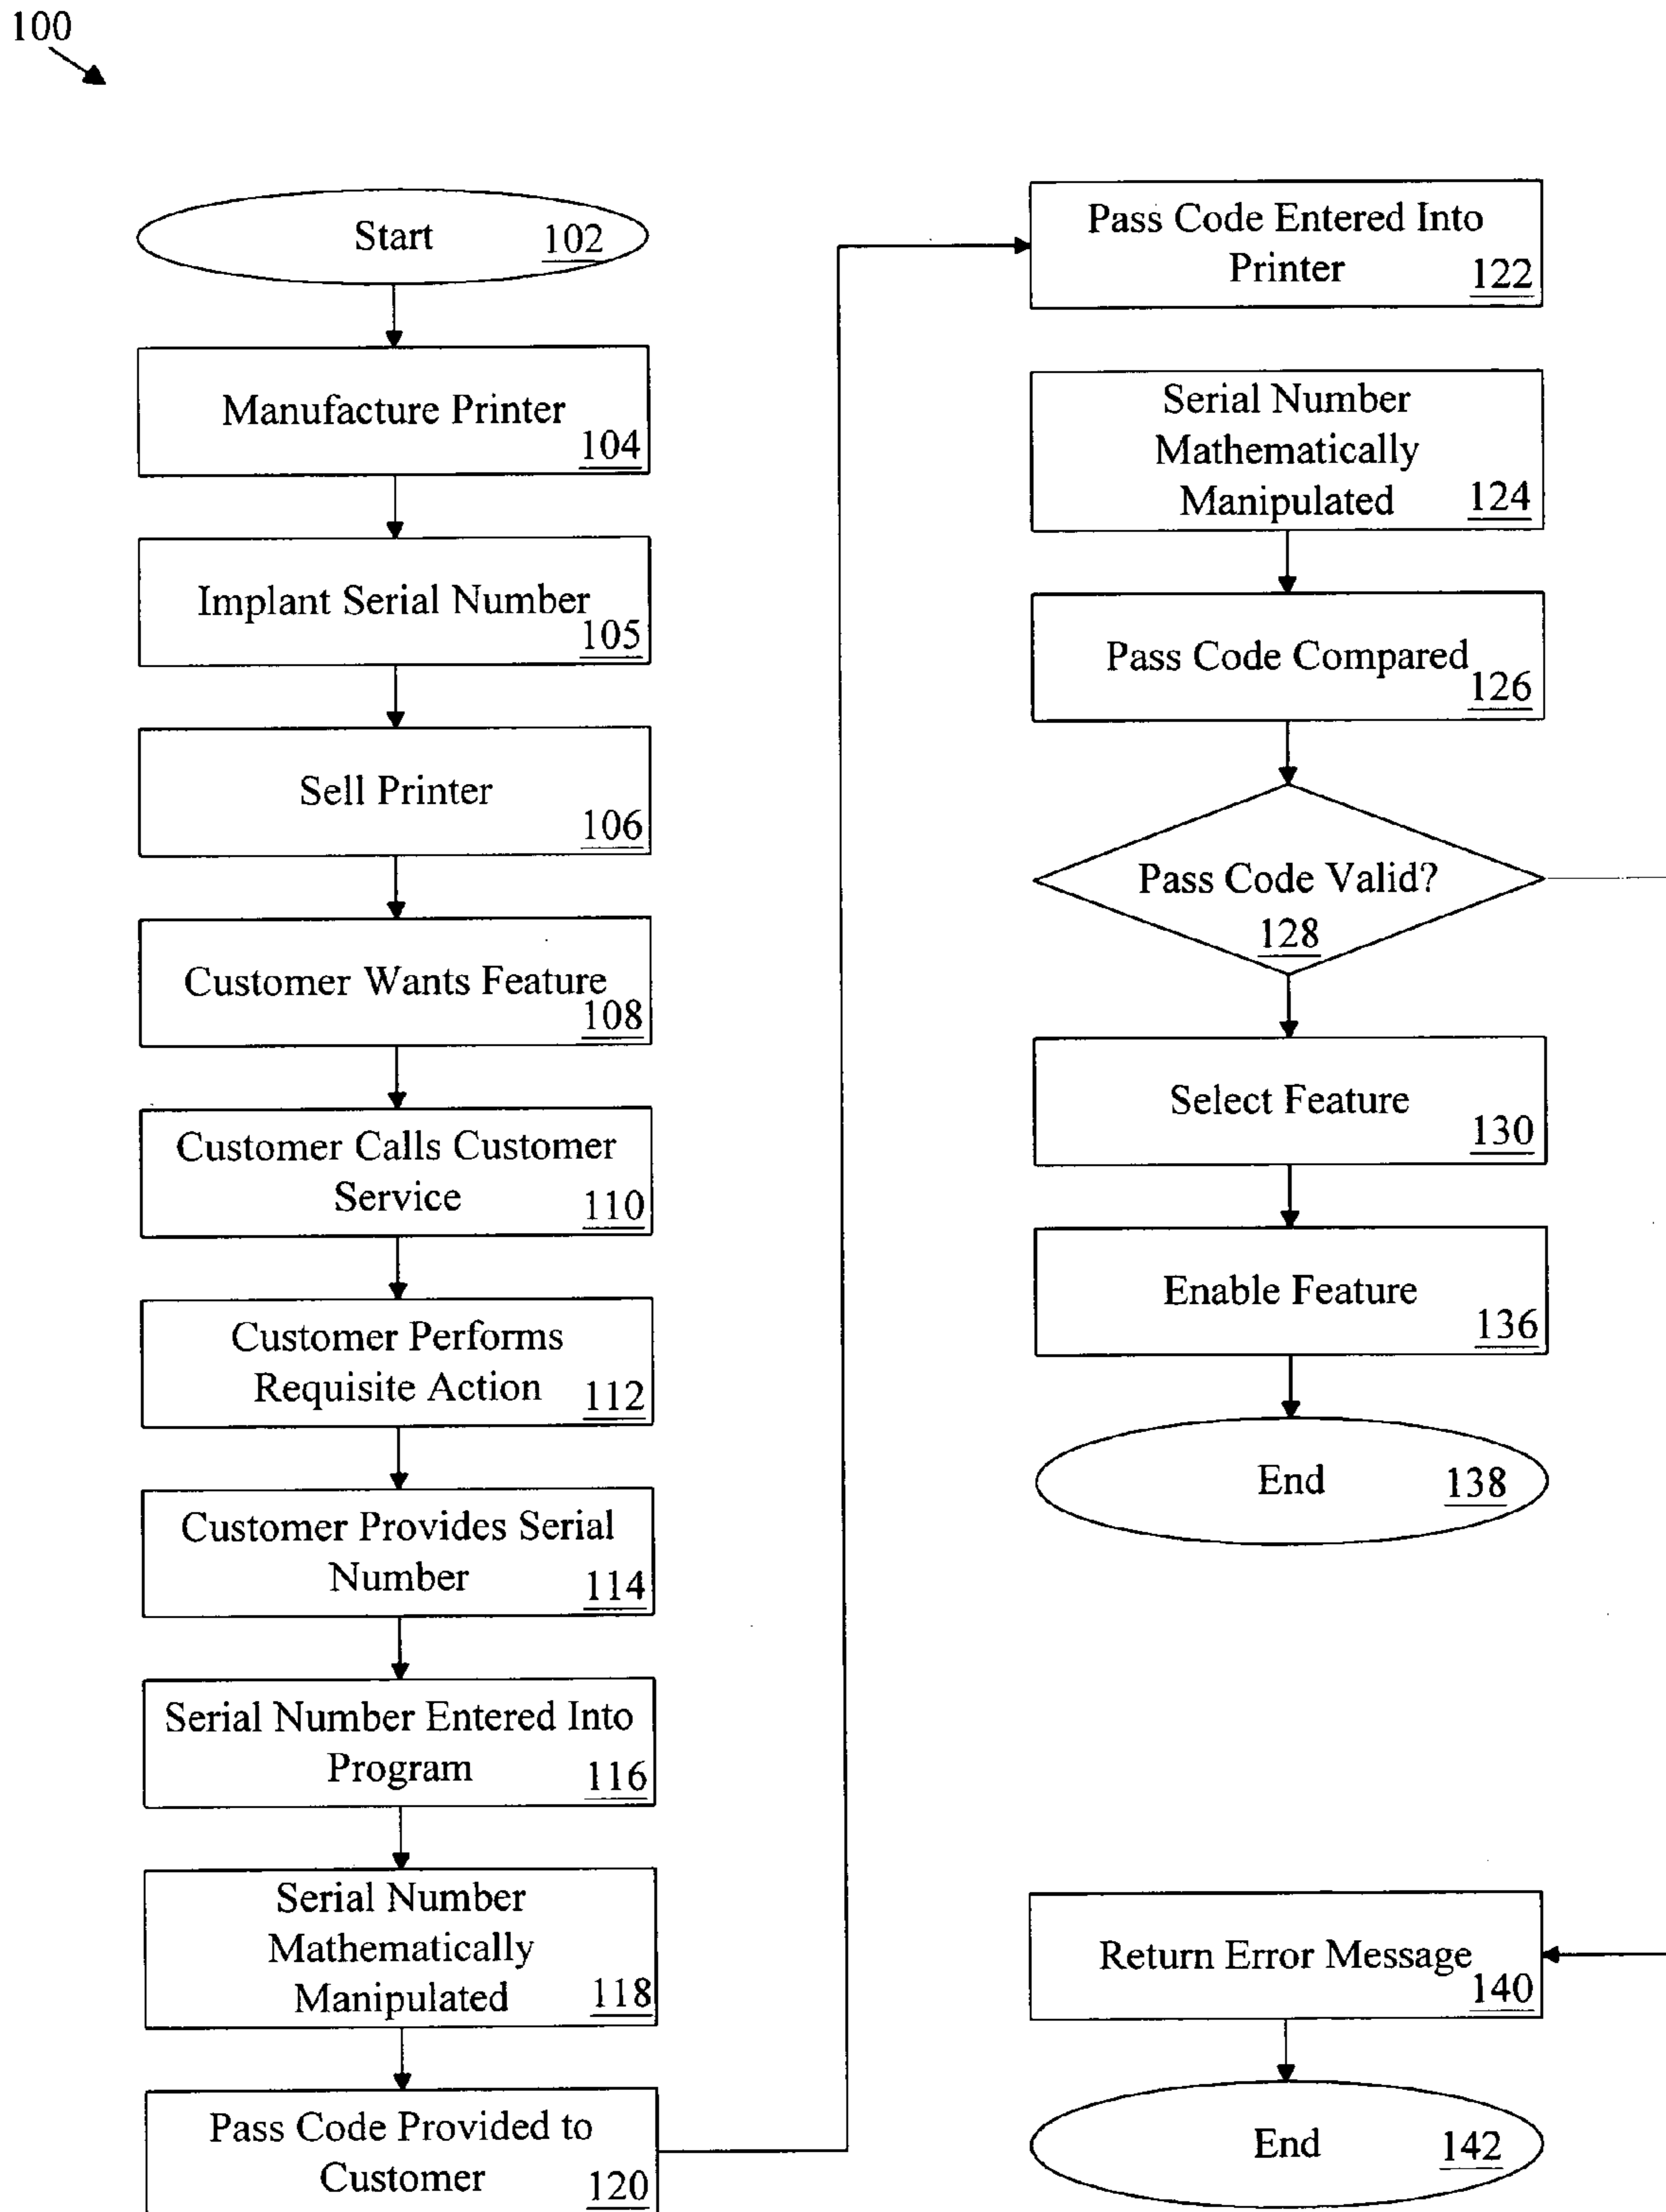 100
Start 102
Manufacture Printer
104
Implant Serial Number
105
Sell Printer
106
Customer Wants Feature
108
Customer Calls Customer
Service 110
Customer Performs
Requisite Action 112
Customer Provides Serial
Number 114
Serial Number Entered Into
Program 116
Serial Number
Mathematically
Manipulated 118
Pass Code Provided to
Customer 120
Pass Code Entered Into
Printer 122
Serial Number
Mathematically
Manipulated 124
Pass Code Compared
126
Pass Code Valid?
128
Select Feature
130
Enable Feature
136
End 138
Return Error Message
140
End 142